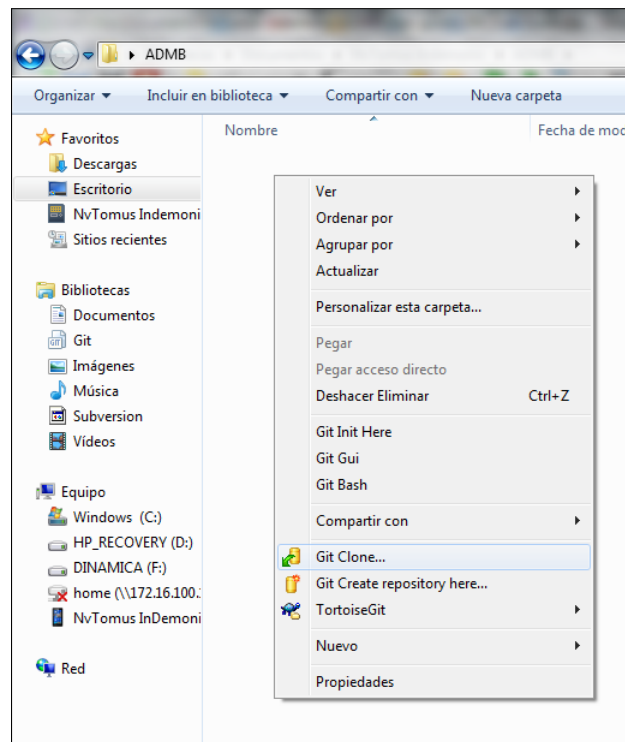 ADMB
Organizar Incluir en biblioteca Compartir con Nueva carpeta
Nombre Fecha de moc
Favoritos
Descargas
Escritorio
NvTomus Indemoni
Sitios recientes
Bibliotecas
Documentos
Git
Imágenes
Música
Subversion
Vídeos
Equipo
Windows (C:)
HP_RECOVERY (D:)
DINAMICA (F:)
home (\\172.16.100.
NvTomus InDemoni
Red
Ver
Ordenar por
Agrupar por
Actualizar
Personalizar esta carpeta...
Pegar
Pegar acceso directo
Deshacer Eliminar Ctrl+Z
Git Init Here
Git Gui
Git Bash
Compartir con
Git Clone...
Git Create repository here...
TortoiseGit
Nuevo
Propiedades